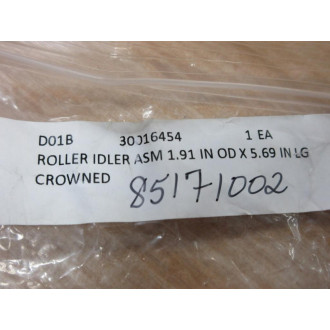 D01B 30016454 1 EA
ROLLER IDLER ASM 1.91 IN OD X 5.69 IN LG
CROWNED 85171002